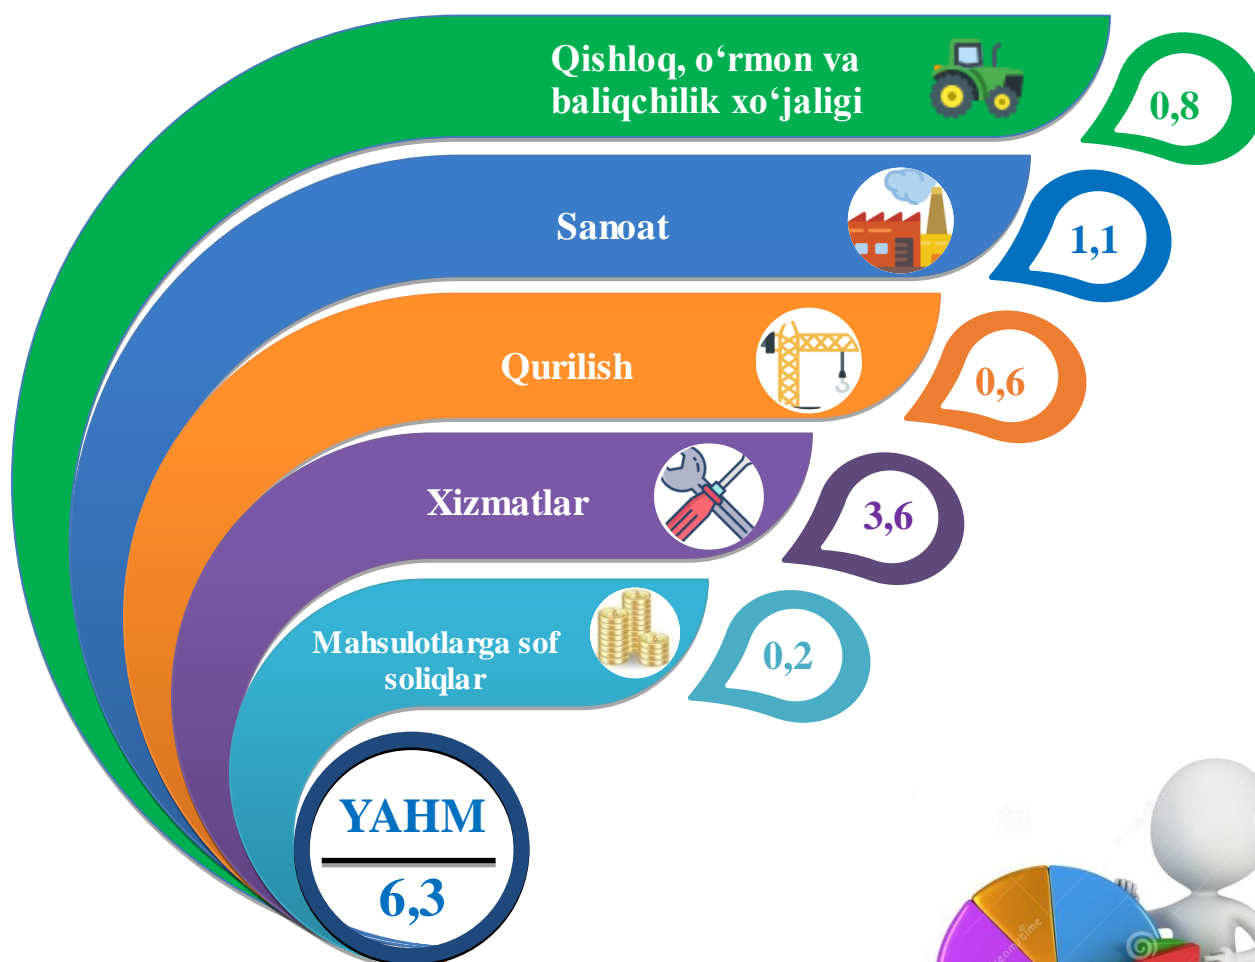 Qishloq, o‘rmon va
baliqchilik xo‘jaligi
0,8
Sanoat
1,1
Qurilish
0,6
Xizmatlar
3,6
Mahsulotlarga sof
soliqlar
0,2
YAHM
6,3